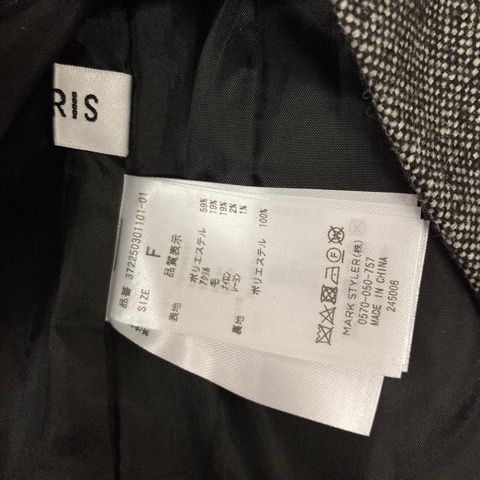 RiS
品番 372250301101-01
SIZE F
品質表示
表地 ポリエステル 59%
アクリル 19%
毛 19%
ナイロン 2%
レーヨン 1%
裏地 ポリエステル 100%
MARK STYLER(株)
0570-050-757
MADE IN CHINA
245008